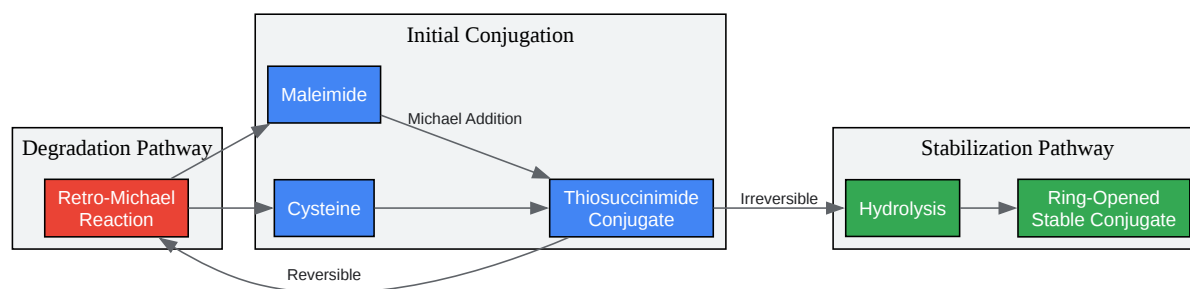 Initial Conjugation
Maleimide
Michael Addition
Degradation Pathway
Retro-Michael
Reaction
Cysteine
Thiosuccinimide
Conjugate
Irreversible
Stabilization Pathway
Hydrolysis
Ring-Opened
Stable Conjugate
Reversible